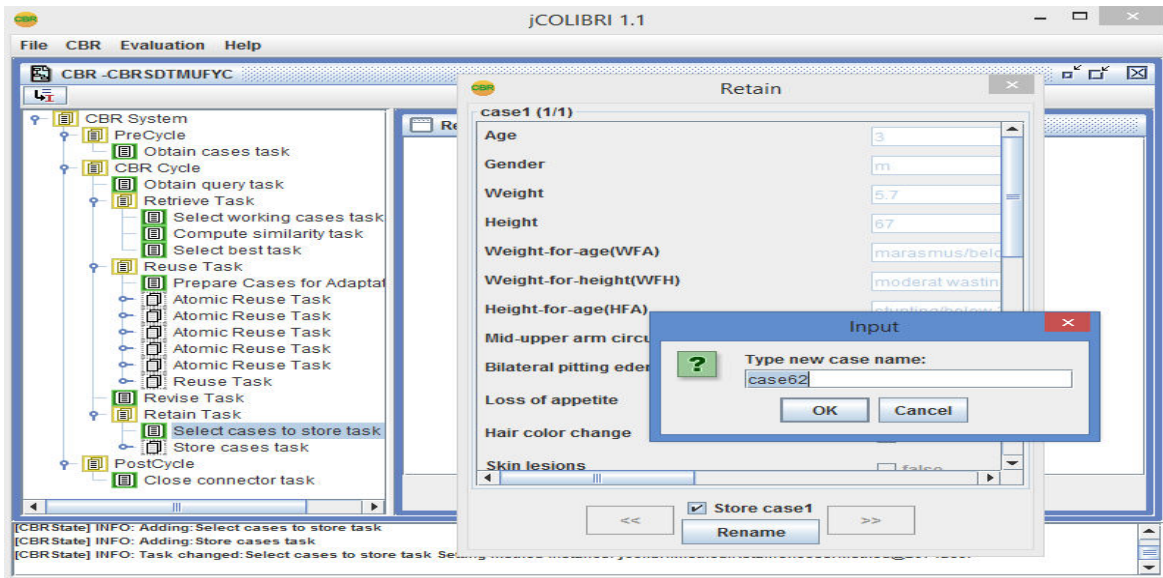 CBR
jCOLIBRI 1.1
File CBR Evaluation Help
CBR -CBRSDTMUFYC
CBR System
PreCycle
Obtain cases task
CBR Cycle
Obtain query task
Retrieve Task
Select working cases task
Compute similarity task
Select best task
Reuse Task
Prepare Cases for Adaptat
Atomic Reuse Task
Atomic Reuse Task
Atomic Reuse Task
Atomic Reuse Task
Atomic Reuse Task
Reuse Task
Revise Task
Retain Task
Select cases to store task
Store cases task
PostCycle
Close connector task
Re
CBR
Retain
case1 (1/1)
Age 3
Gender m
Weight 5.7
Height 67
Weight-for-age(WFA) marasmus/belo
Weight-for-height(WFH) moderat wastin
Height-for-age(HFA)
Mid-upper arm circu
Bilateral pitting eder
Loss of appetite
Hair color change
Skin lesions false
<< Store case1 >>
Rename
Input
? Type new case name:
case62
OK Cancel
[CBRState] INFO: Adding:Select cases to store task
[CBRState] INFO: Adding:Store cases task
[CBRState] INFO: Task changed:Select cases to store task